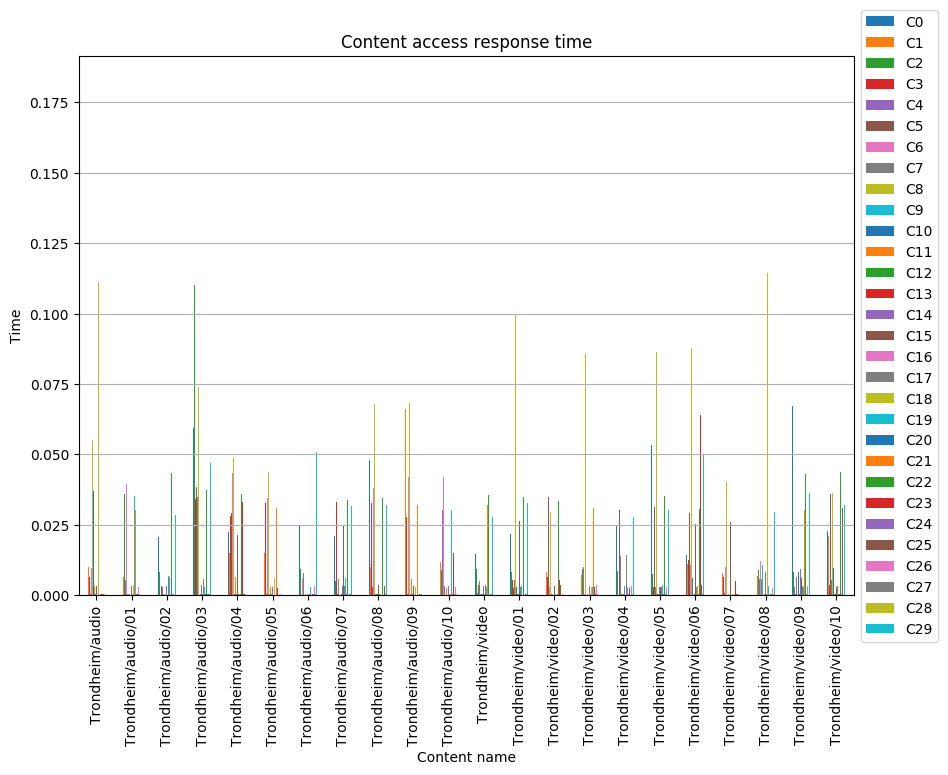 Content access response time
Time
0.175
0.150
0.125
0.100
0.075
0.050
0.025
0.000
Trondheim/audio
Trondheim/audio/01
Trondheim/audio/02
Trondheim/audio/03
Trondheim/audio/04
Trondheim/audio/05
Trondheim/audio/06
Trondheim/audio/07
Trondheim/audio/08
Trondheim/audio/09
Trondheim/audio/10
Trondheim/video
Trondheim/video/01
Trondheim/video/02
Trondheim/video/03
Trondheim/video/04
Trondheim/video/05
Trondheim/video/06
Trondheim/video/07
Trondheim/video/08
Trondheim/video/09
Trondheim/video/10
Content name
C0
C1
C2
C3
C4
C5
C6
C7
C8
C9
C10
C11
C12
C13
C14
C15
C16
C17
C18
C19
C20
C21
C22
C23
C24
C25
C26
C27
C28
C29